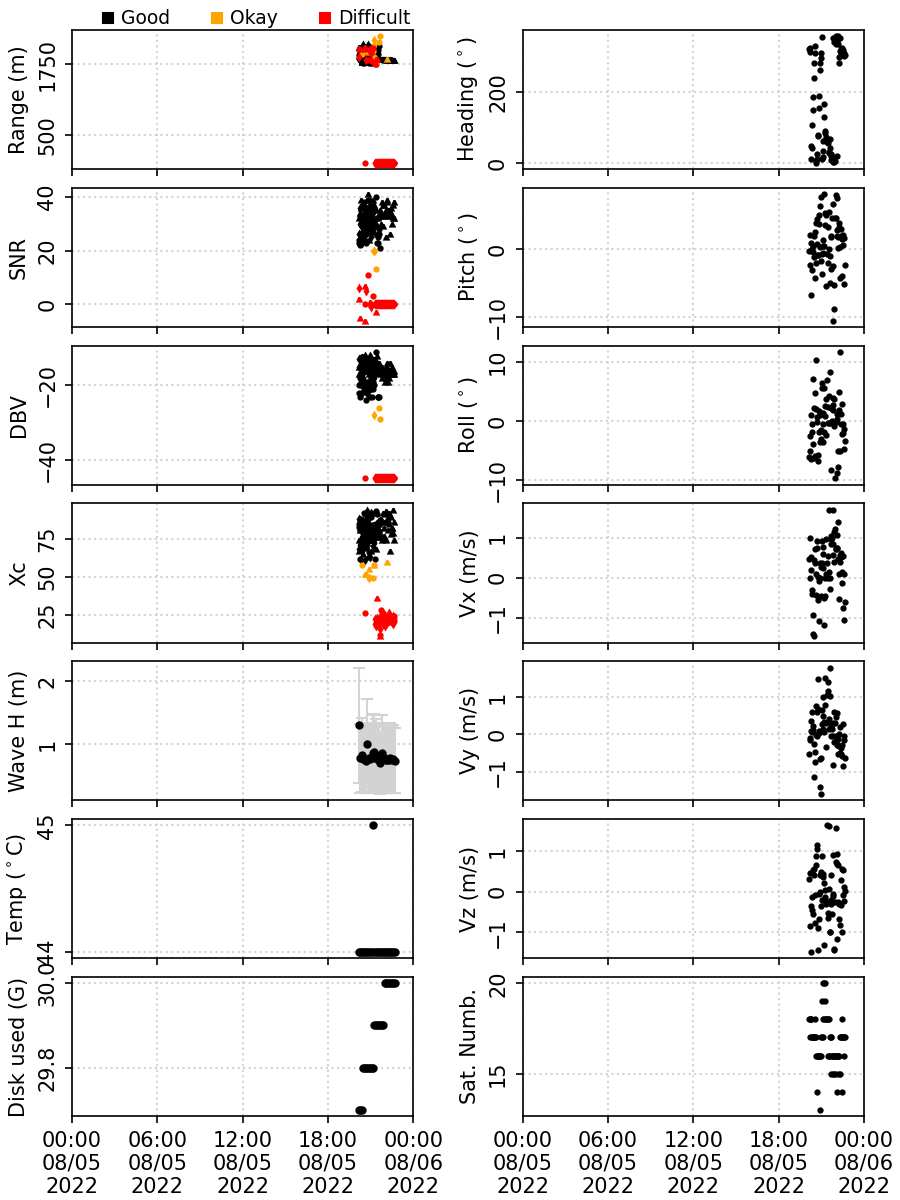 Good Okay Difficult
Range (m)
1750
500
Heading (°)
200
0
SNR
40
20
0
Pitch (°)
0
−10
DBV
−20
−40
Roll (°)
10
0
−10
Xc
75
50
25
Vx (m/s)
1
0
−1
Wave H (m)
2
1
Vy (m/s)
1
0
−1
Temp (°C)
45
44
Vz (m/s)
1
0
−1
Disk used (G)
30.0
29.8
Sat. Numb.
20
15
00:00 06:00 12:00 18:00 00:00
08/05 08/05 08/05 08/05 08/06
2022 2022 2022 2022 2022
00:00 06:00 12:00 18:00 00:00
08/05 08/05 08/05 08/05 08/06
2022 2022 2022 2022 2022